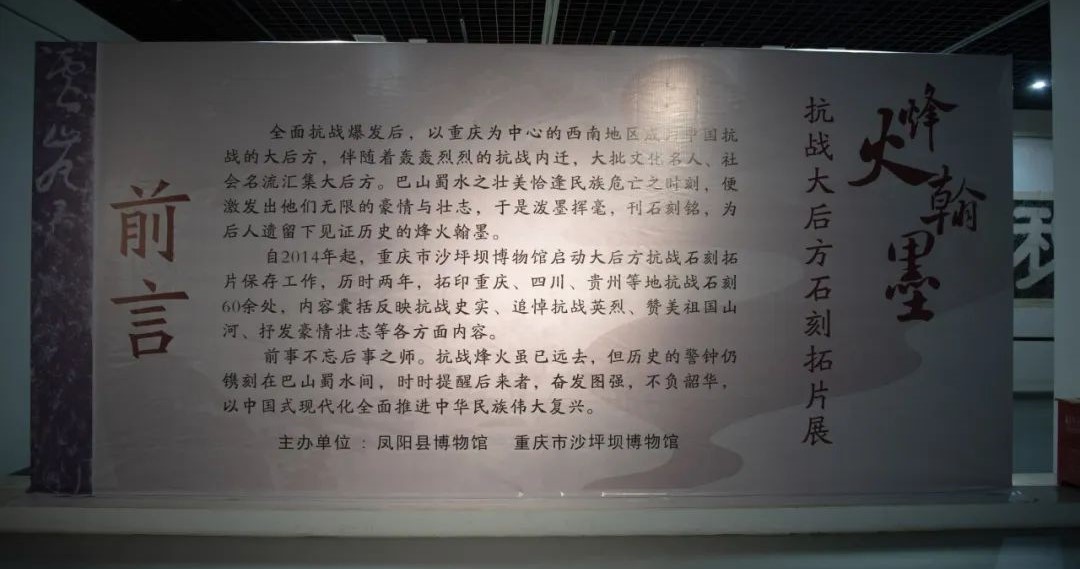 烽火翰墨
抗战大后方石刻拓片展
前言
全面抗战爆发后，以重庆为中心的西南地区成为中国抗
战的大后方，伴随着轰轰烈烈的抗战内迁，大批文化名人、社
会名流汇集大后方。巴山蜀水之壮美恰逢民族危亡之时刻，便
激发出他们无限的豪情与壮志，于是泼墨挥毫，刊石刻铭，为
后人遗留下见证历史的烽火翰墨。
自2014年起，重庆市沙坪坝博物馆启动大后方抗战石刻拓
片保存工作，历时两年，拓印重庆、四川、贵州等地抗战石刻
60余处，内容囊括反映抗战史实、追悼抗战英烈、赞美祖国山
河、抒发豪情壮志等各方面内容。
前事不忘后事之师。抗战烽火虽已远去，但历史的警钟仍
镌刻在巴山蜀水间，时时提醒后来者，奋发图强，不负韶华，
以中国式现代化全面推进中华民族伟大复兴。
主办单位：凤阳县博物馆 重庆市沙坪坝博物馆